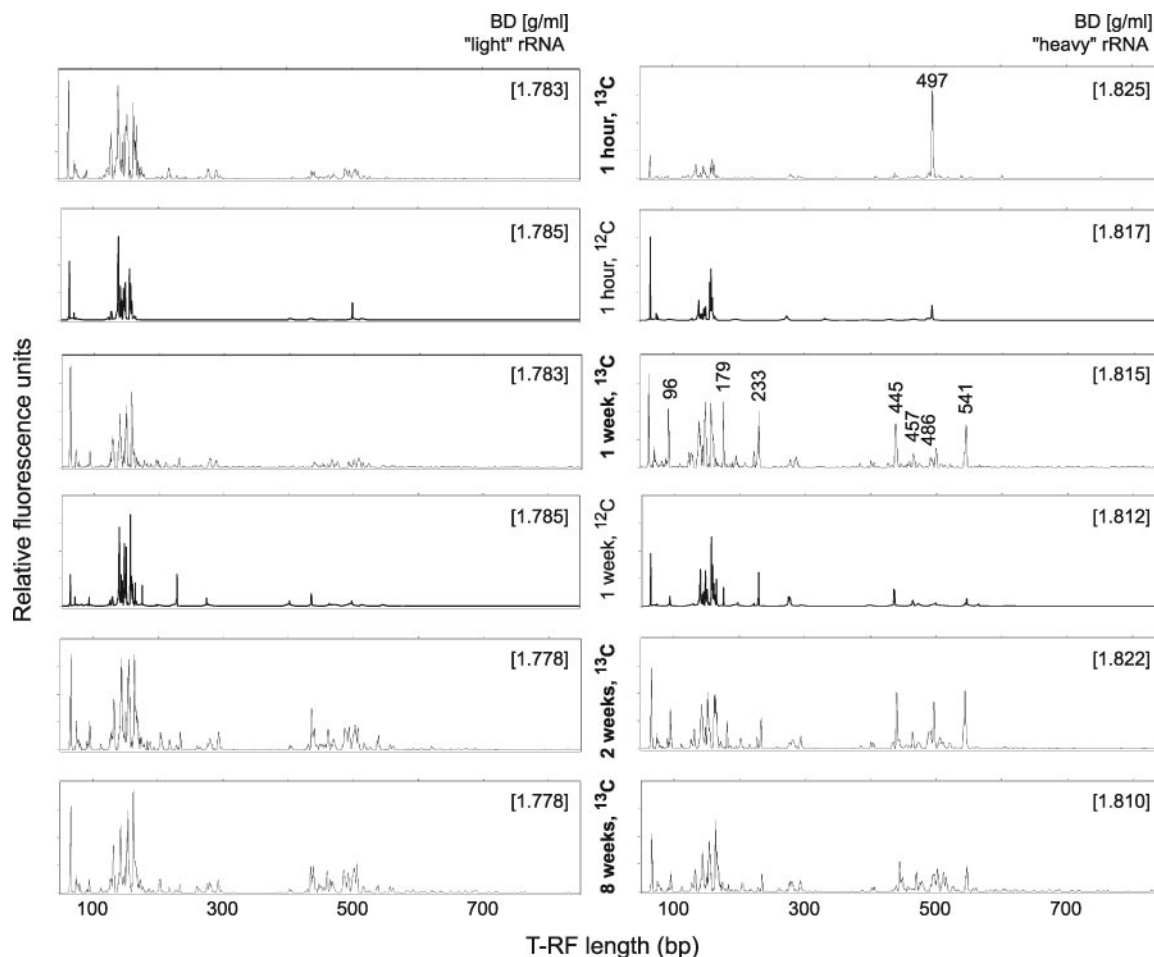 BD [g/ml]
"light" rRNA
BD [g/ml]
"heavy" rRNA
[1.783]
1 hour, ¹³C
497
[1.825]
[1.785]
1 hour, ¹²C
[1.817]
[1.783]
1 week, ¹³C
96
179
233
445
457
486
541
[1.815]
[1.785]
1 week, ¹²C
[1.812]
[1.778]
2 weeks, ¹³C
[1.822]
[1.778]
8 weeks, ¹³C
[1.810]
Relative fluorescence units
100 300 500 700 100 300 500 700
T-RF length (bp)